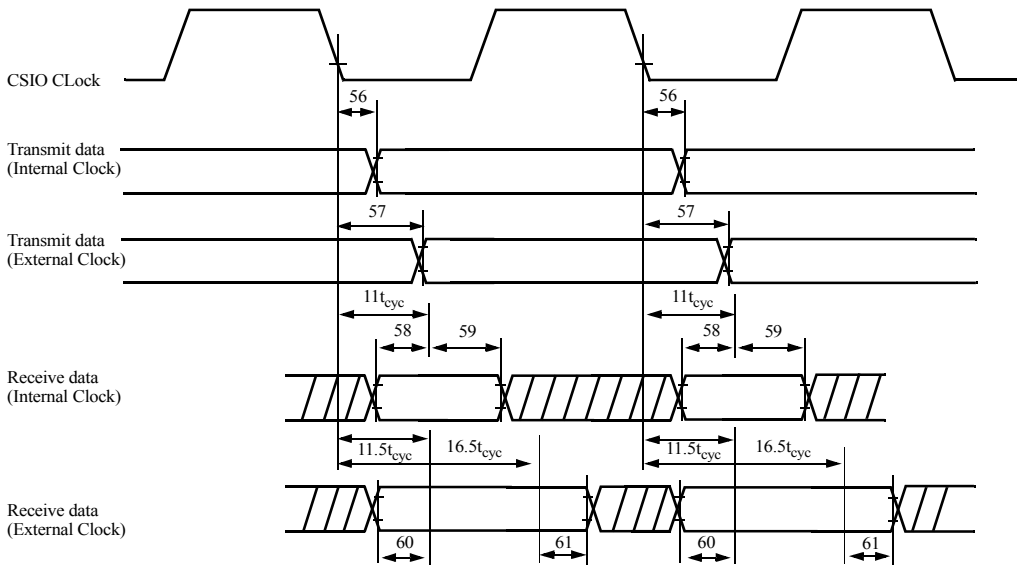 CSIO CLock
56
56
Transmit data
(Internal Clock)
57
57
Transmit data
(External Clock)
11tcyc
11tcyc
58
59
58
59
Receive data
(Internal Clock)
11.5tcyc
16.5tcyc
11.5tcyc
16.5tcyc
Receive data
(External Clock)
60
61
60
61